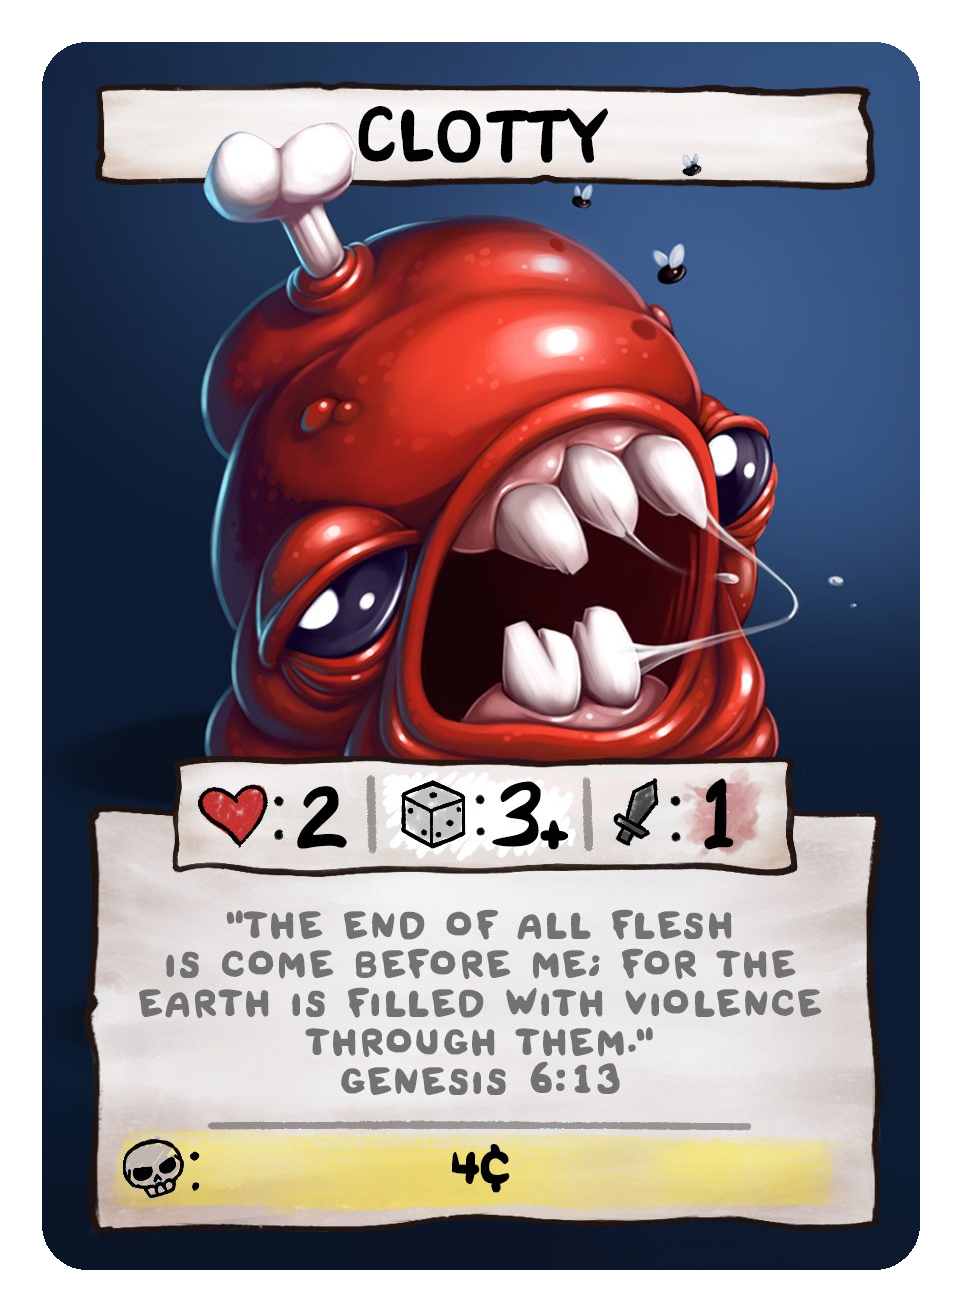 CLOTTY
:2 :3+ :1
"THE END OF ALL FLESH
IS COME BEFORE ME; FOR THE
EARTH IS FILLED WITH VIOLENCE
THROUGH THEM."
GENESIS 6:13
: 4¢